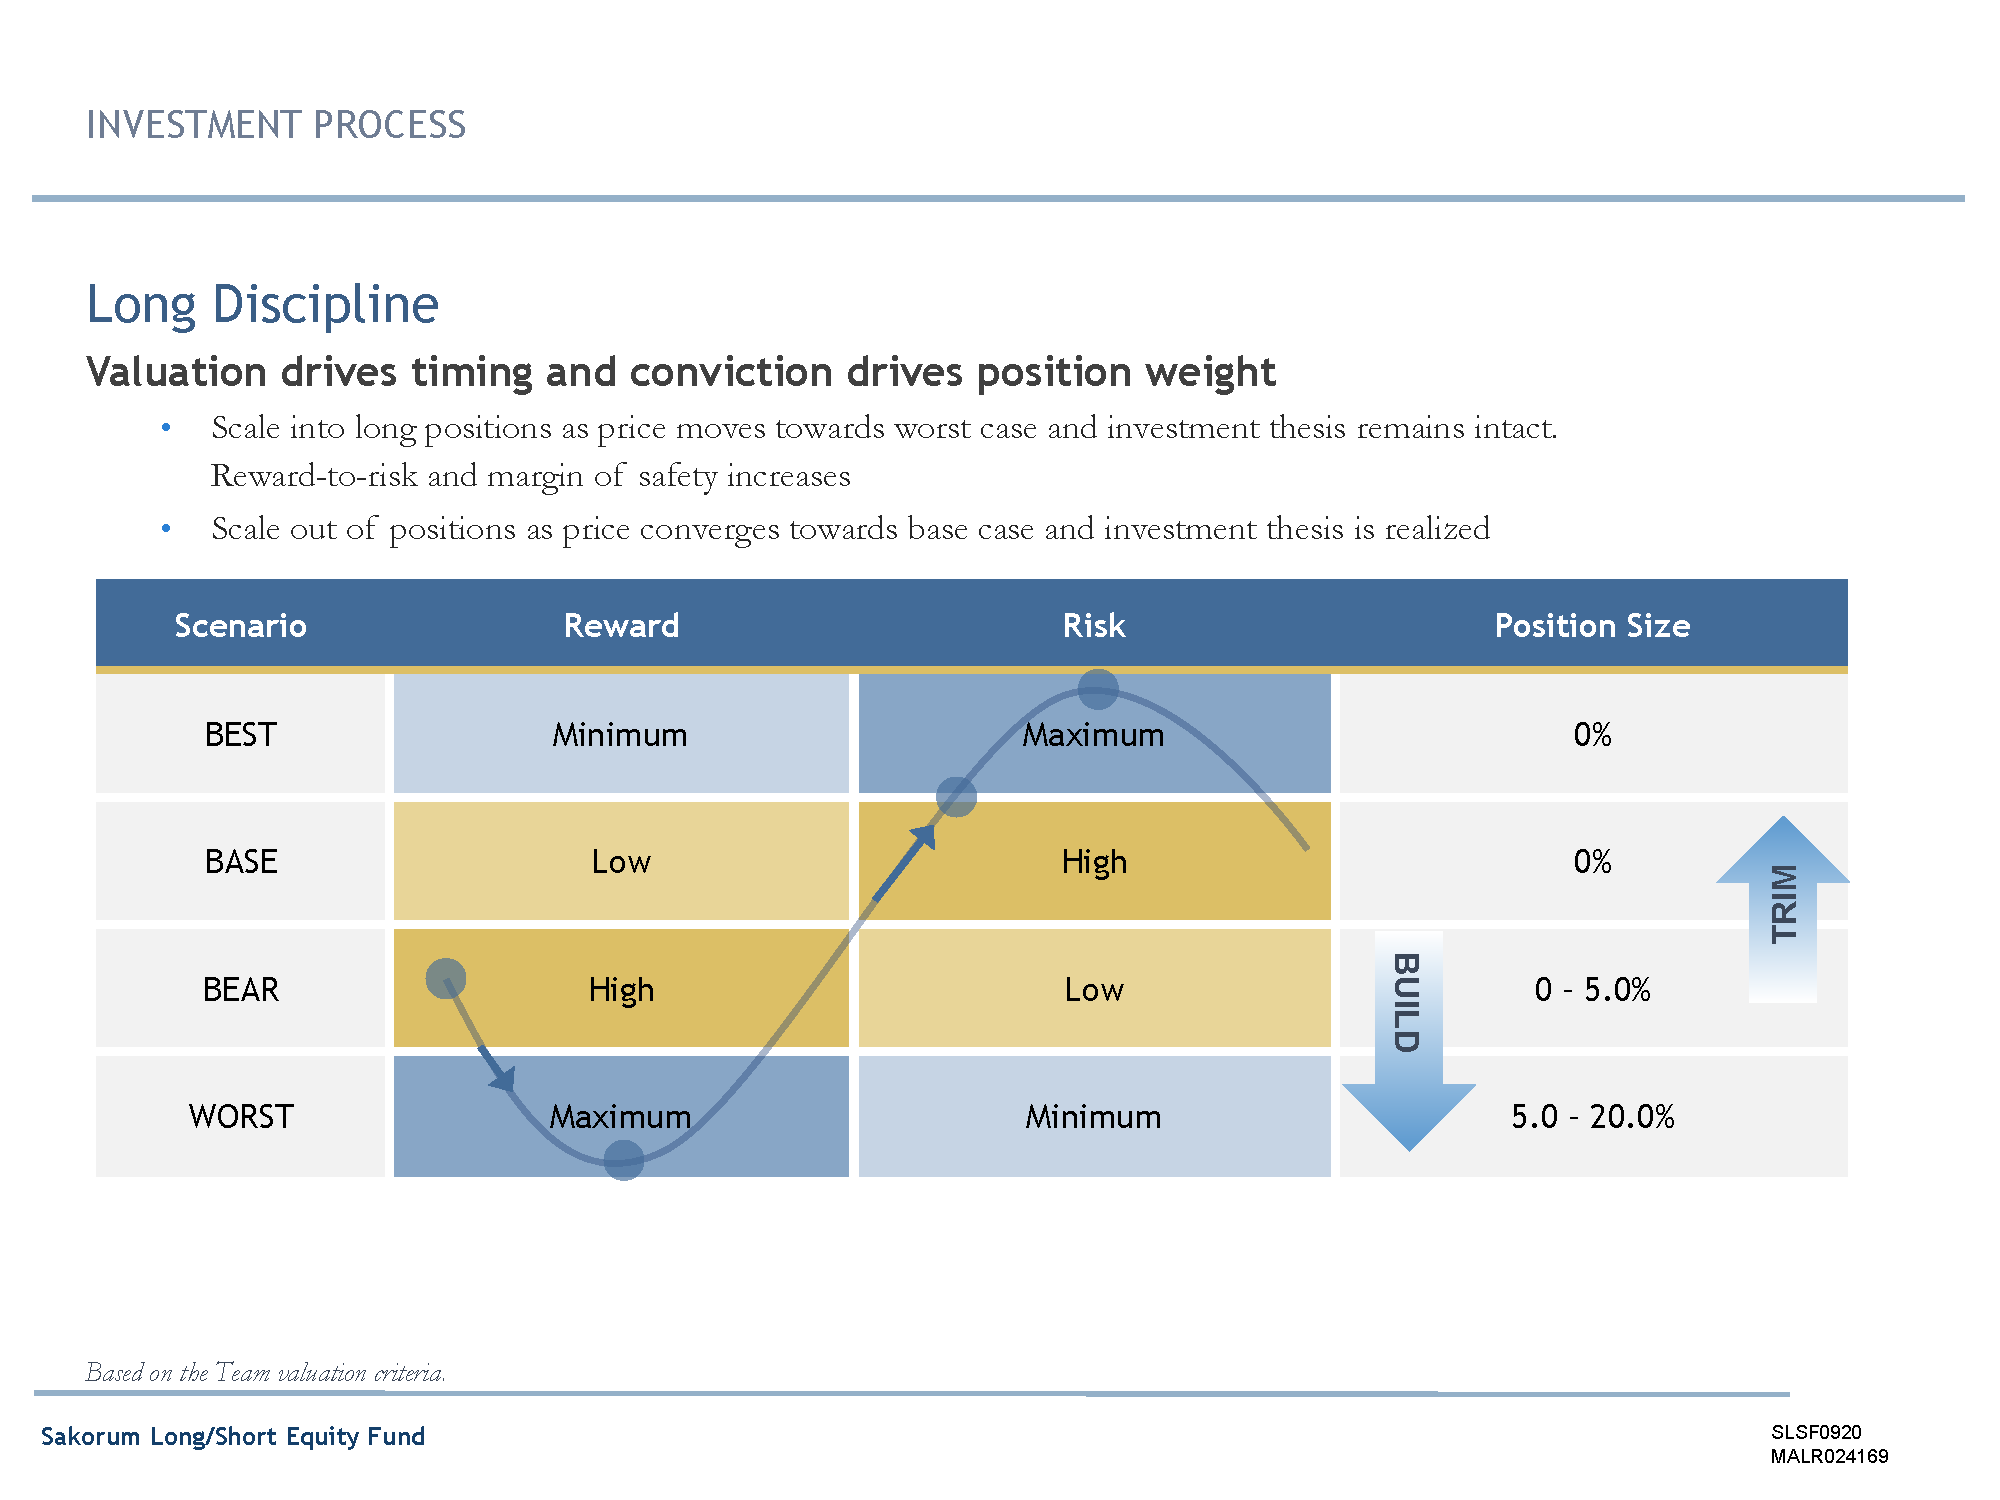 INVESTMENT PROCESS
Long Discipline
Valuation drives timing and conviction drives position weight
• Scale into long positions as price moves towards worst case and investment thesis remains intact.
Reward-to-risk and margin of safety increases
• Scale out of positions as price converges towards base case and investment thesis is realized
Scenario Reward Risk Position Size
BEST Minimum Maximum 0%
BASE Low High 0%
TRIM
BEAR High Low 0 – 5.0%
BUILD
WORST Maximum Minimum 5.0 – 20.0%
Based on the Team valuation criteria.
Sakorum Long/Short Equity Fund
SLSF0920
MALR024169